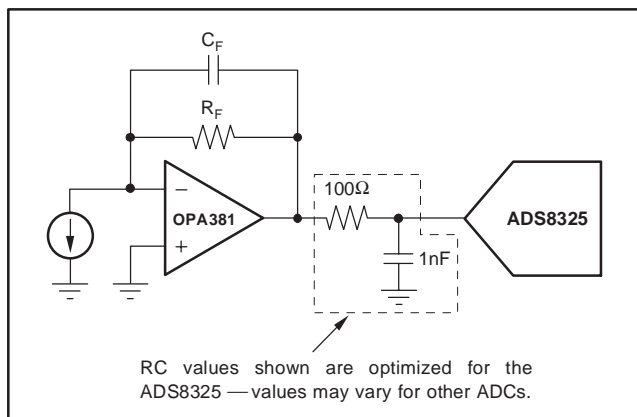 C_F
R_F
100Ω
−
OPA381
+
ADS8325
1nF
RC values shown are optimized for the
ADS8325 — values may vary for other ADCs.